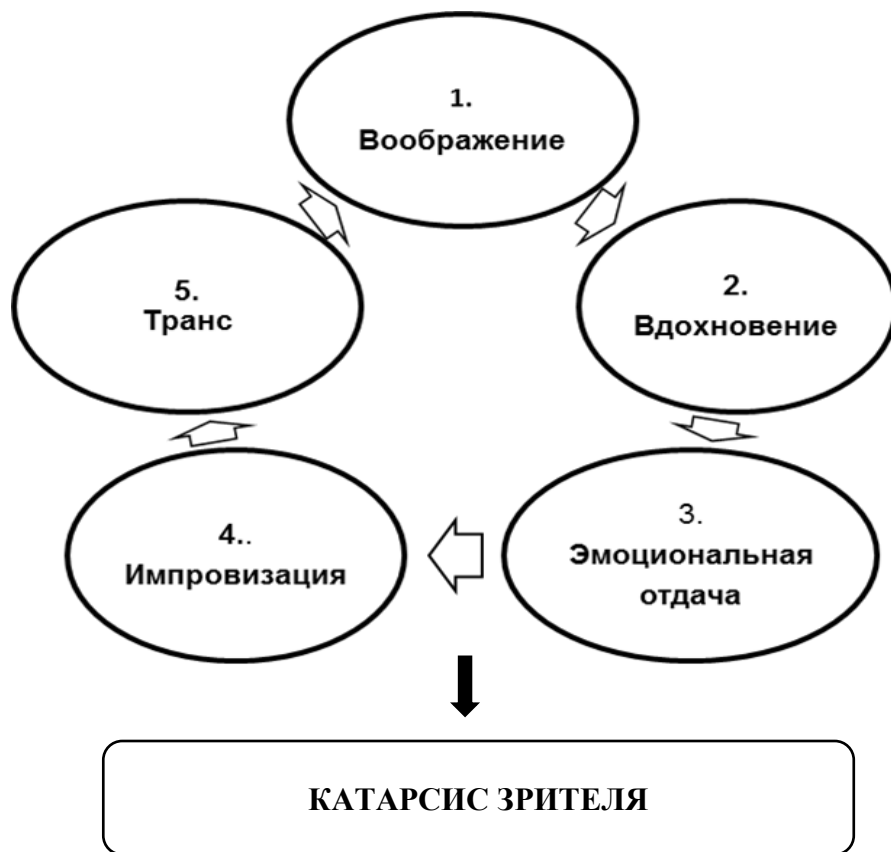 1.
Воображение
2.
Вдохновение
3.
Эмоциональная
отдача
4..
Импровизация
5.
Транс
КАТАРСИС ЗРИТЕЛЯ